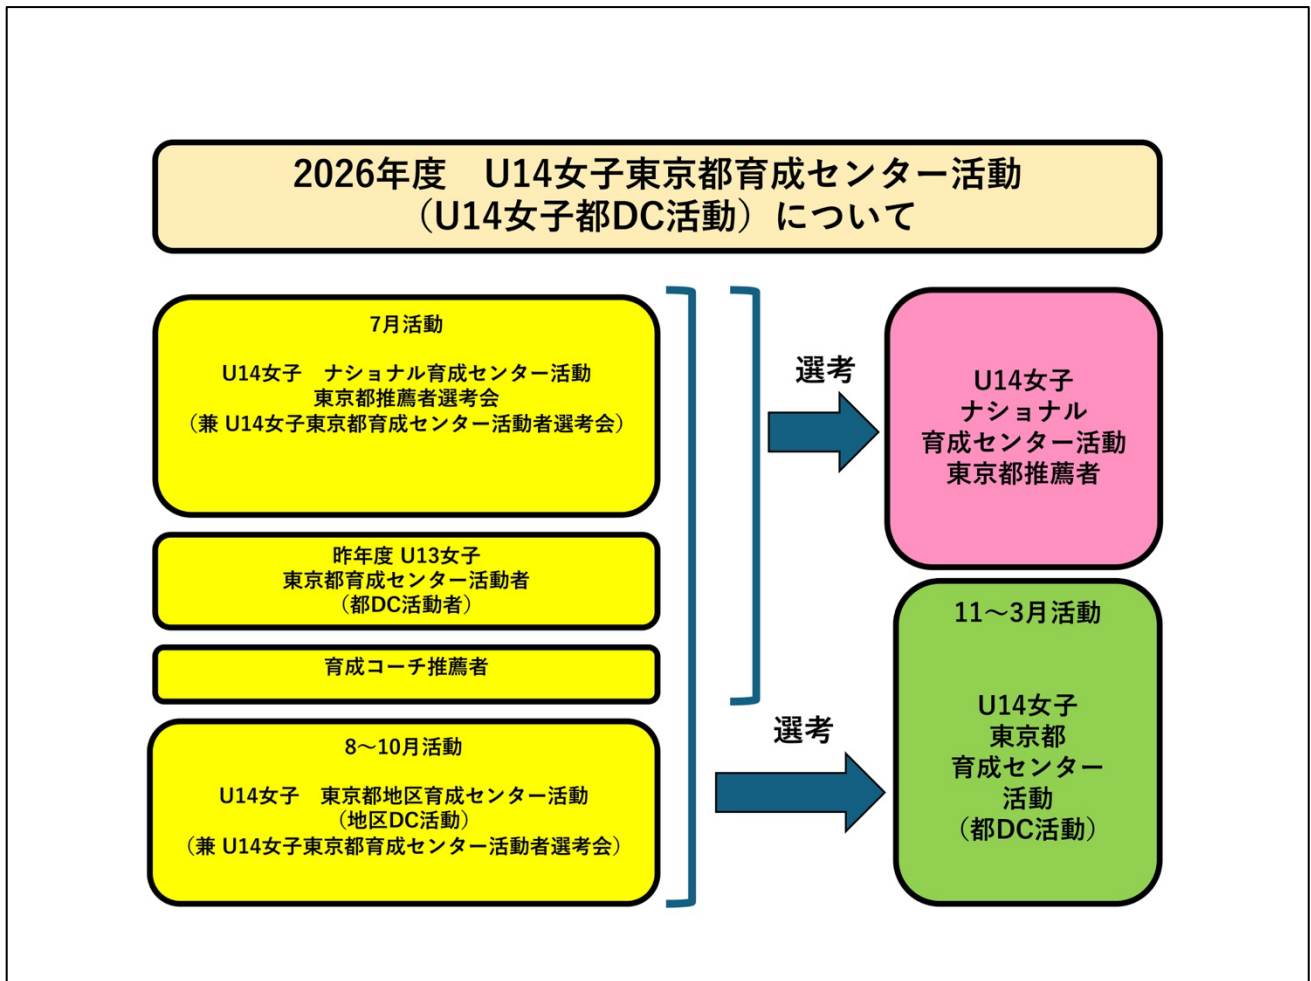 2026年度　U14女子東京都育成センター活動
（U14女子都DC活動）について
7月活動
U14女子　ナショナル育成センター活動
東京都推薦者選考会
（兼 U14女子東京都育成センター活動者選考会）
昨年度 U13女子
東京都育成センター活動者
（都DC活動者）
育成コーチ推薦者
8～10月活動
U14女子　東京都地区育成センター活動
（地区DC活動）
（兼 U14女子東京都育成センター活動者選考会）
選考
U14女子
ナショナル
育成センター活動
東京都推薦者
選考
11～3月活動
U14女子
東京都
育成センター
活動
（都DC活動）